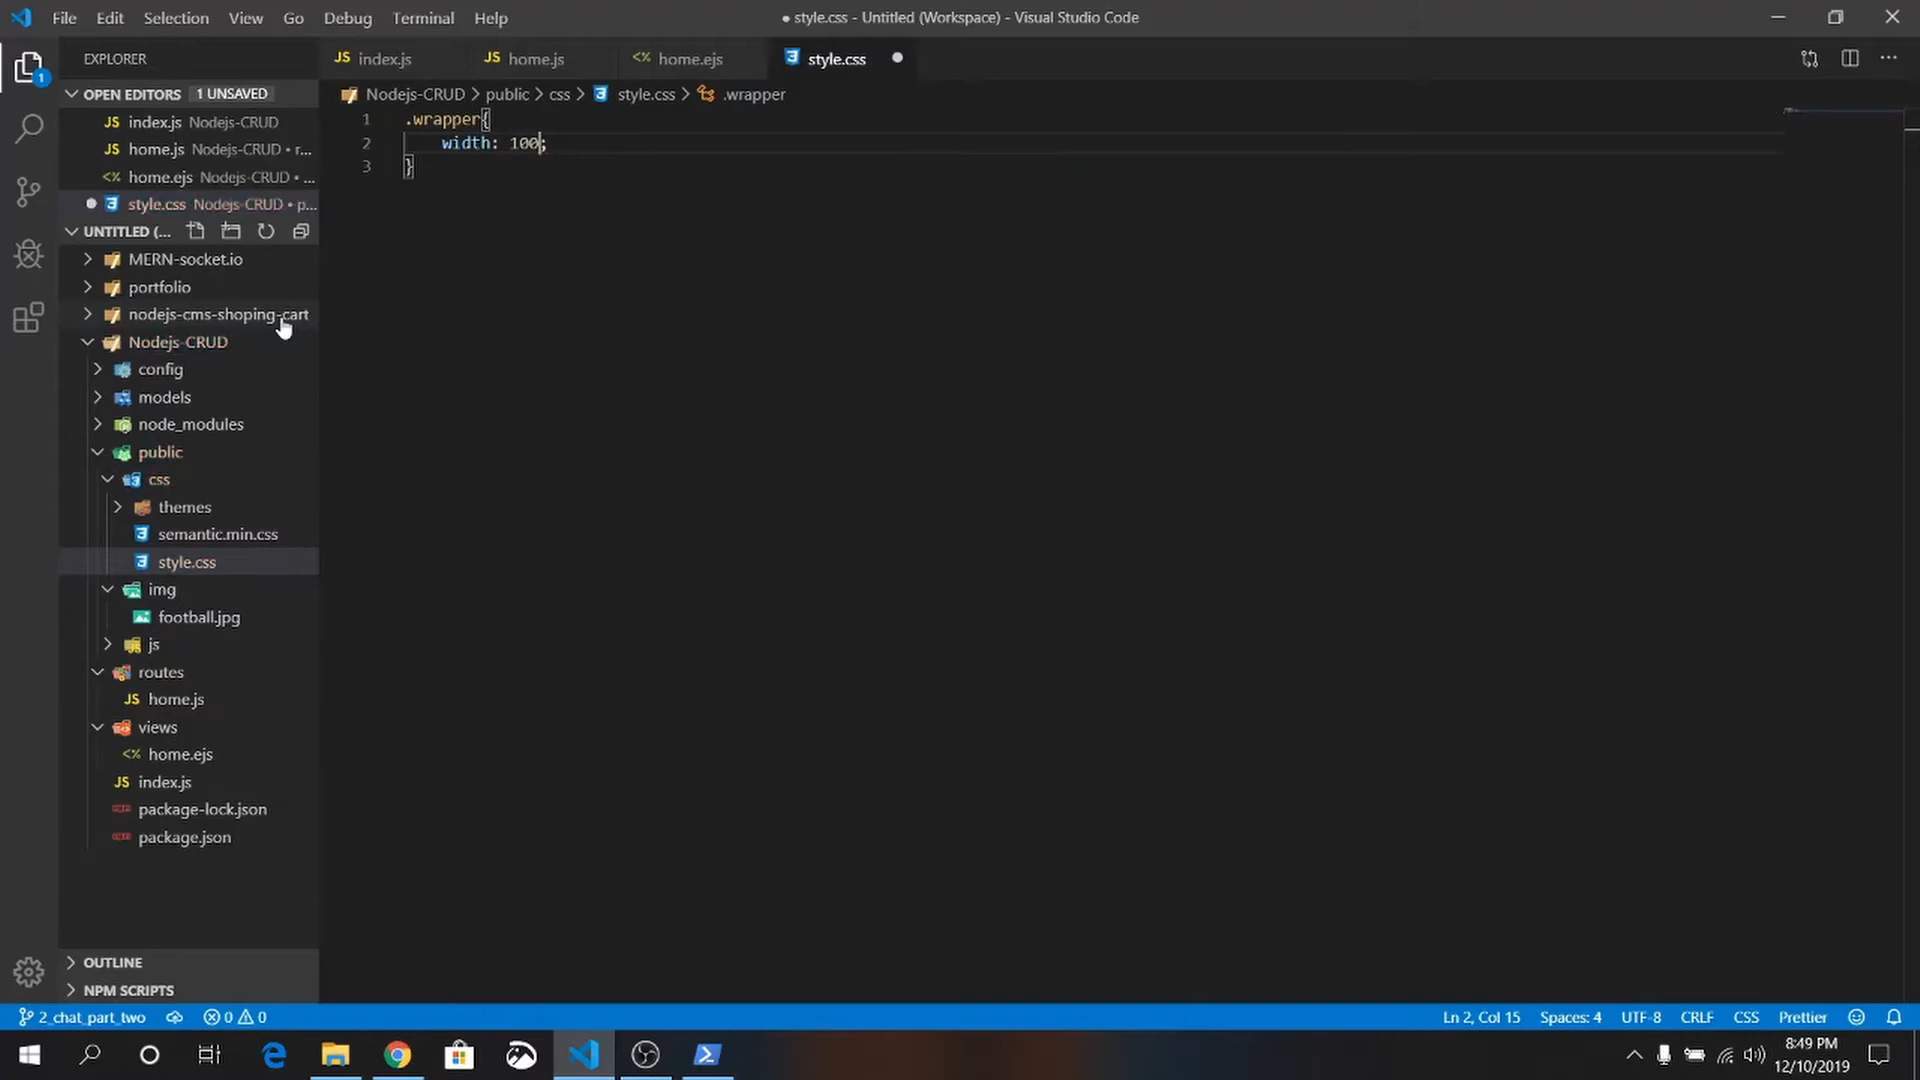 File Edit Selection View Go Debug Terminal Help
● style.css - Untitled (Workspace) - Visual Studio Code
EXPLORER
JS index.js
JS home.js
<% home.ejs
style.css
OPEN EDITORS 1 UNSAVED
JS index.js Nodejs-CRUD
JS home.js Nodejs-CRUD • r...
<% home.ejs Nodejs-CRUD • ...
style.css Nodejs-CRUD • p...
Nodejs-CRUD > public > css > style.css > .wrapper
1 .wrapper{
2 width: 100;
3 }
UNTITLED (...
MERN-socket.io
portfolio
nodejs-cms-shoping-cart
Nodejs-CRUD
config
models
node_modules
public
css
themes
semantic.min.css
style.css
img
football.jpg
js
routes
JS home.js
views
<% home.ejs
JS index.js
package-lock.json
package.json
OUTLINE
NPM SCRIPTS
2_chat_part_two 0 0
Ln 2, Col 15 Spaces: 4 UTF-8 CRLF CSS Prettier
8:49 PM
12/10/2019